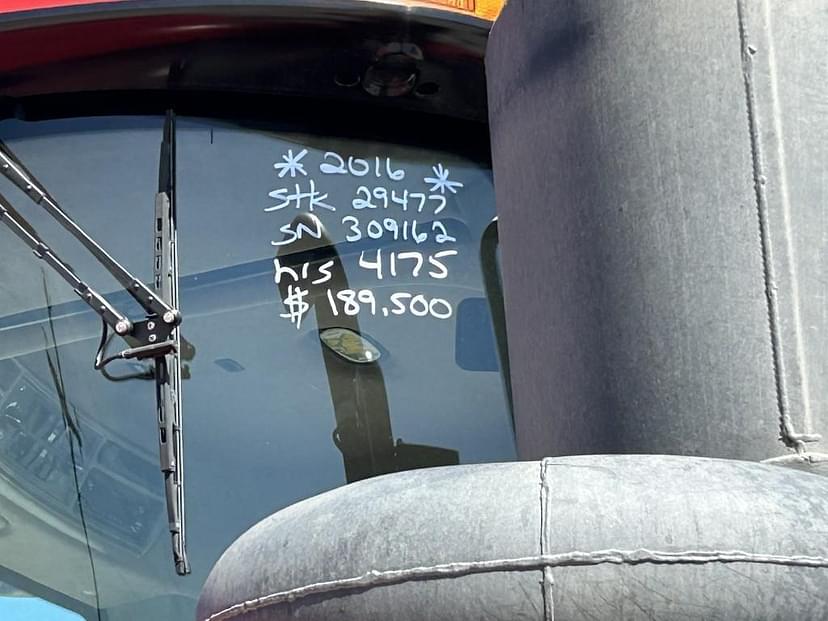 * 2016 *
Stk 29477
SN 309162
hrs 4175
$ 189,500